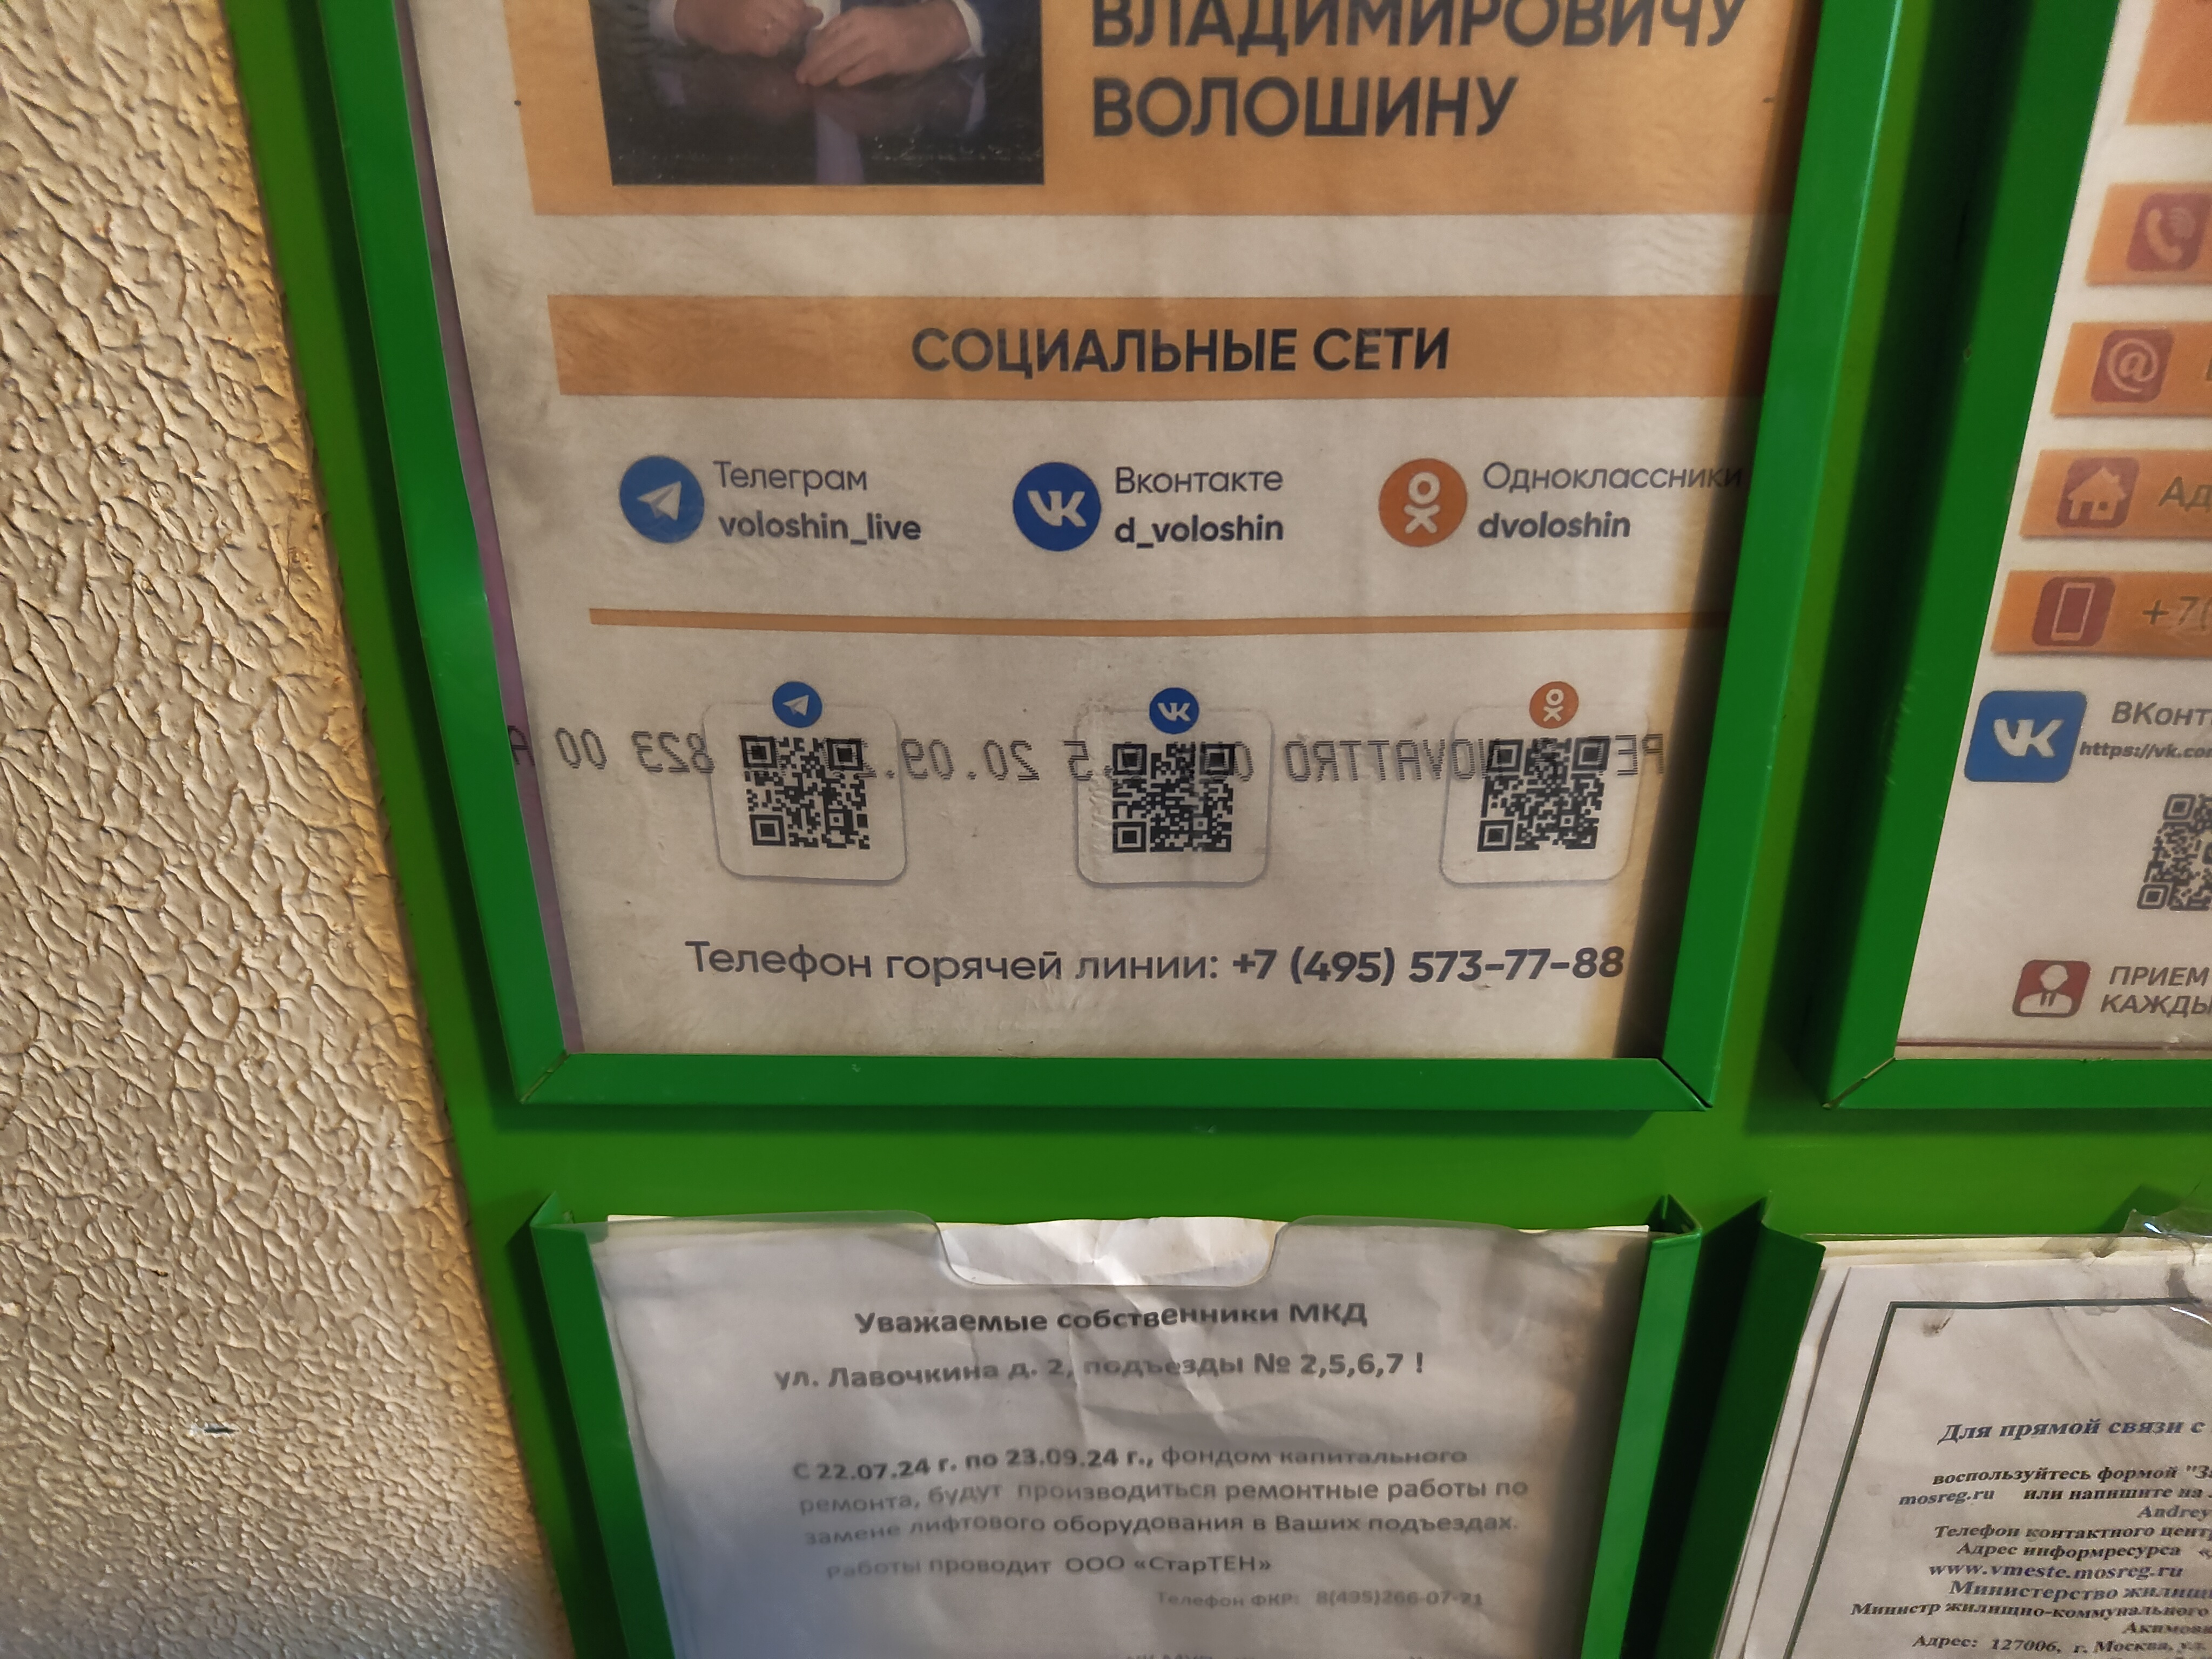 ВЛАДИМИРОВИЧУ
ВОЛОШИНУ
СОЦИАЛЬНЫЕ СЕТИ
Телеграм
voloshin_live
Вконтакте
d_voloshin
Одноклассники
dvoloshin
Телефон горячей линии: +7 (495) 573-77-88
Уважаемые собственники МКД
ул. Лавочкина д. 2, подъезды № 2,5,6,7 !
С 22.07.24 г. по 23.09.24 г., фондом капитального
ремонта, будут производиться ремонтные работы по
замене лифтового оборудования в Ваших подъездах.
Работы проводит ООО «СтарТЕН»
Телефон ФКР: 8(495)266-07-21
Ад
+7(
ВКонт
https://vk.co
ПРИЕМ
КАЖДЫ
Для прямой связи с
воспользуйтесь формой
mosreg.ru или напишите на
Andrey
Телефон контактного цент
Адрес информресурса
www.vmeste.mosreg.ru
Министерство жилищ
Министр жилищно-коммунального
Акимова
Адрес: 127006, г. Москва, ул.